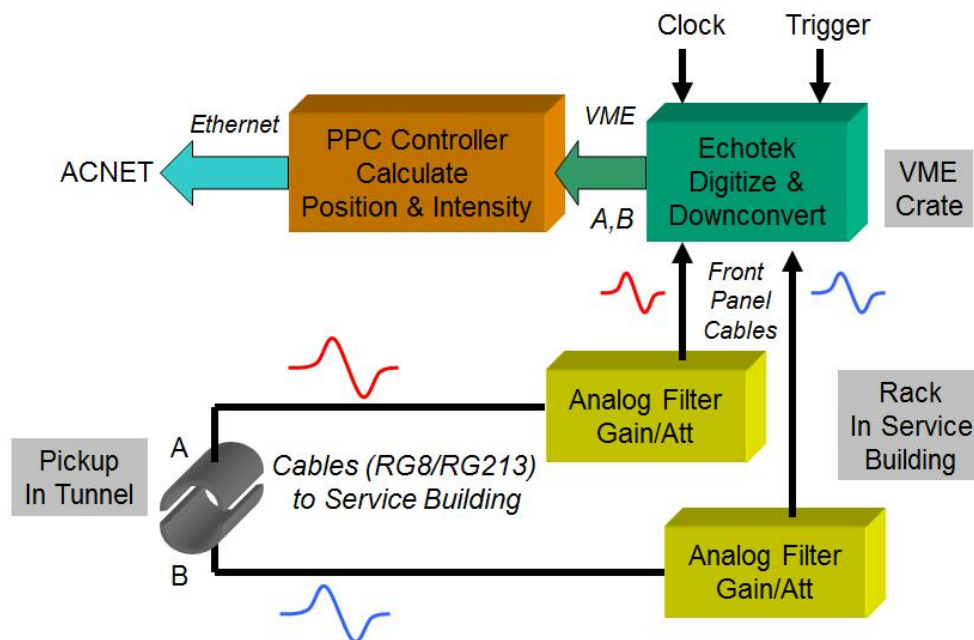 Clock
Trigger
Ethernet
VME
ACNET
PPC Controller
Calculate
Position & Intensity
Echotek
Digitize &
Downconvert
VME
Crate
A,B
Front
Panel
Cables
Analog Filter
Gain/Att
Rack
In Service
Building
Pickup
In Tunnel
A
Cables (RG8/RG213)
to Service Building
B
Analog Filter
Gain/Att